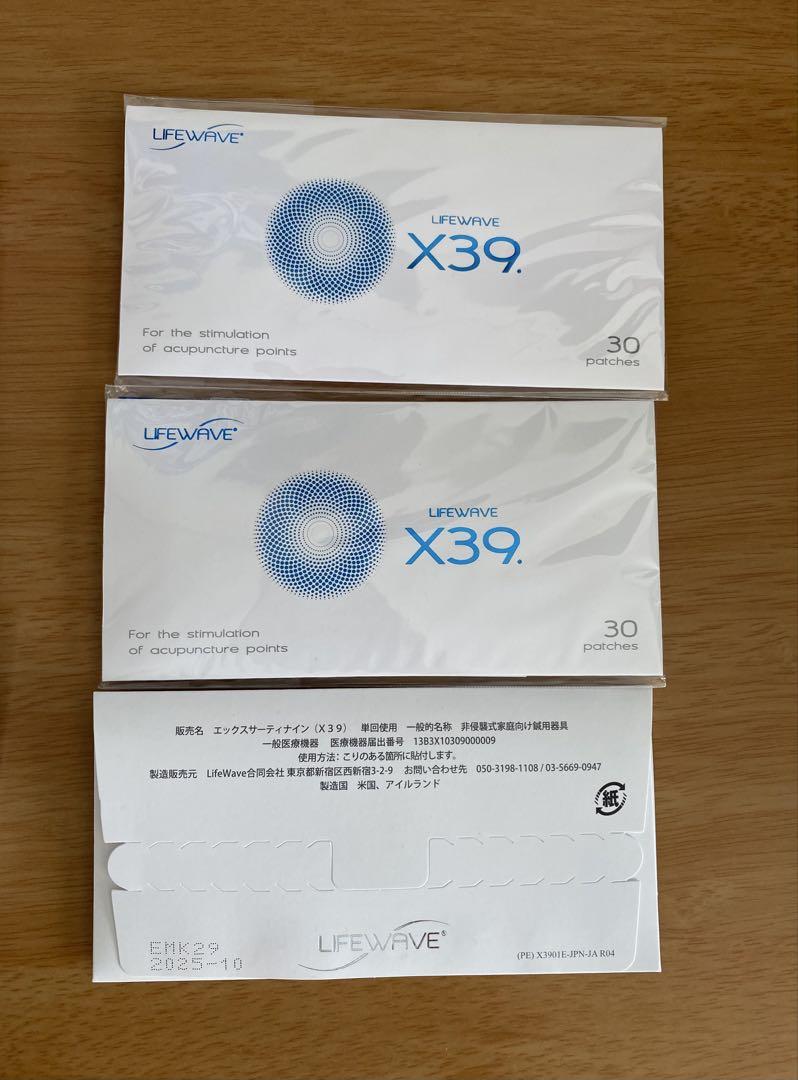 LIFEWAVE®
LIFEWAVE
X39.
For the stimulation
of acupuncture points
30
patches
LIFEWAVE®
LIFEWAVE
X39.
For the stimulation
of acupuncture points
30
patches
販売名 エックスサーティナイン（X39） 単回使用 一般的名称 非侵襲式家庭向け鍼用器具
一般医療機器 医療機器届出番号 13B3X10309000009
使用方法：こりのある箇所に貼付します。
製造販売元 LifeWave合同会社 東京都新宿区西新宿3-2-9 お問い合わせ先 050-3198-1108 / 03-5669-0947
製造国 米国、アイルランド
紙
EMK29
2025-10
LIFEWAVE®
(PE) X3901E-JPN-JA R04